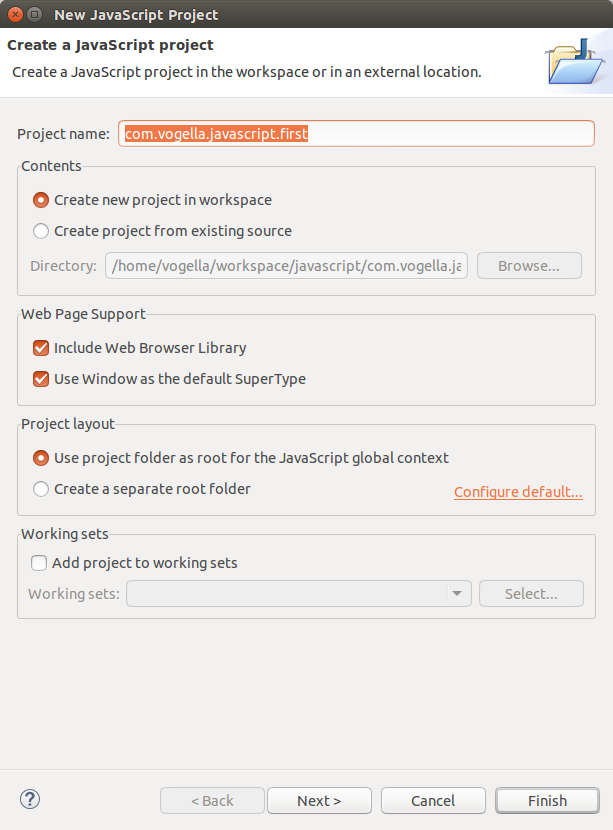 New JavaScript Project
Create a JavaScript project
Create a JavaScript project in the workspace or in an external location.
Project name: com.vogella.javascript.first
Contents
Create new project in workspace
Create project from existing source
Directory: /home/vogella/workspace/javascript/com.vogella.ja Browse...
Web Page Support
Include Web Browser Library
Use Window as the default SuperType
Project layout
Use project folder as root for the JavaScript global context
Create a separate root folder
Configure default...
Working sets
Add project to working sets
Working sets: Select...
? < Back Next > Cancel Finish